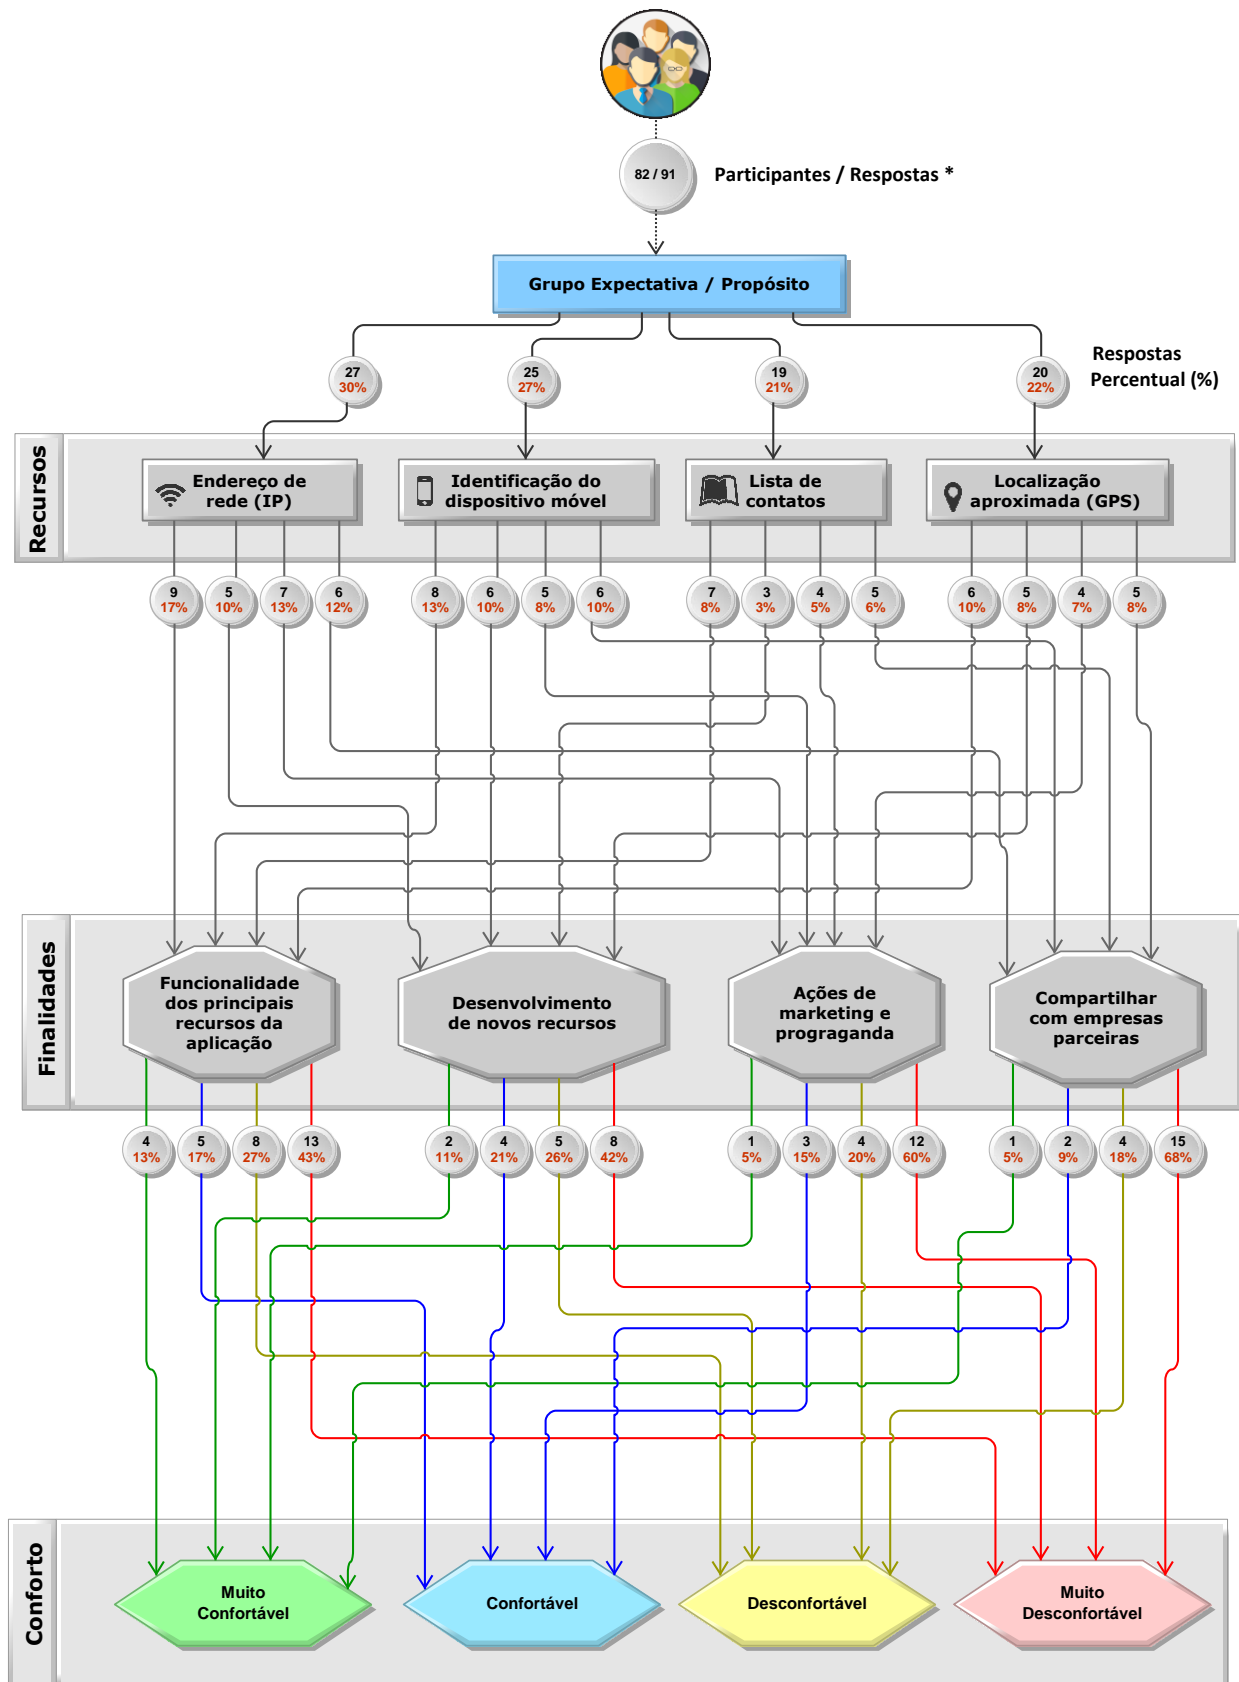 82 / 91
Participantes / Respostas *
Grupo Expectativa / Propósito
27
30%
25
27%
19
21%
20
22%
Respostas
Percentual (%)
Recursos
Endereço de
rede (IP)
Identificação do
dispositivo móvel
Lista de
contatos
Localização
aproximada (GPS)
9
17%
5
10%
7
13%
6
12%
8
13%
6
10%
5
8%
6
10%
7
8%
3
3%
4
5%
5
6%
6
10%
5
8%
4
7%
5
8%
Finalidades
Funcionalidade
dos principais
recursos da
aplicação
Desenvolvimento
de novos recursos
Ações de
marketing e
prograganda
Compartilhar
com empresas
parceiras
4
13%
5
17%
8
27%
13
43%
2
11%
4
21%
5
26%
8
42%
1
5%
3
15%
4
20%
12
60%
1
5%
2
9%
4
18%
15
68%
Conforto
Muito
Confortável
Confortável
Desconfortável
Muito
Desconfortável